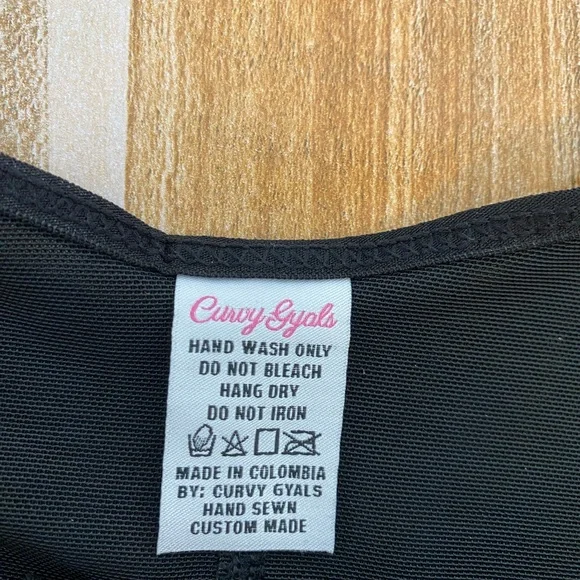 Curvy Gyals
HAND WASH ONLY
DO NOT BLEACH
HANG DRY
DO NOT IRON
MADE IN COLOMBIA
BY: CURVY GYALS
HAND SEWN
CUSTOM MADE